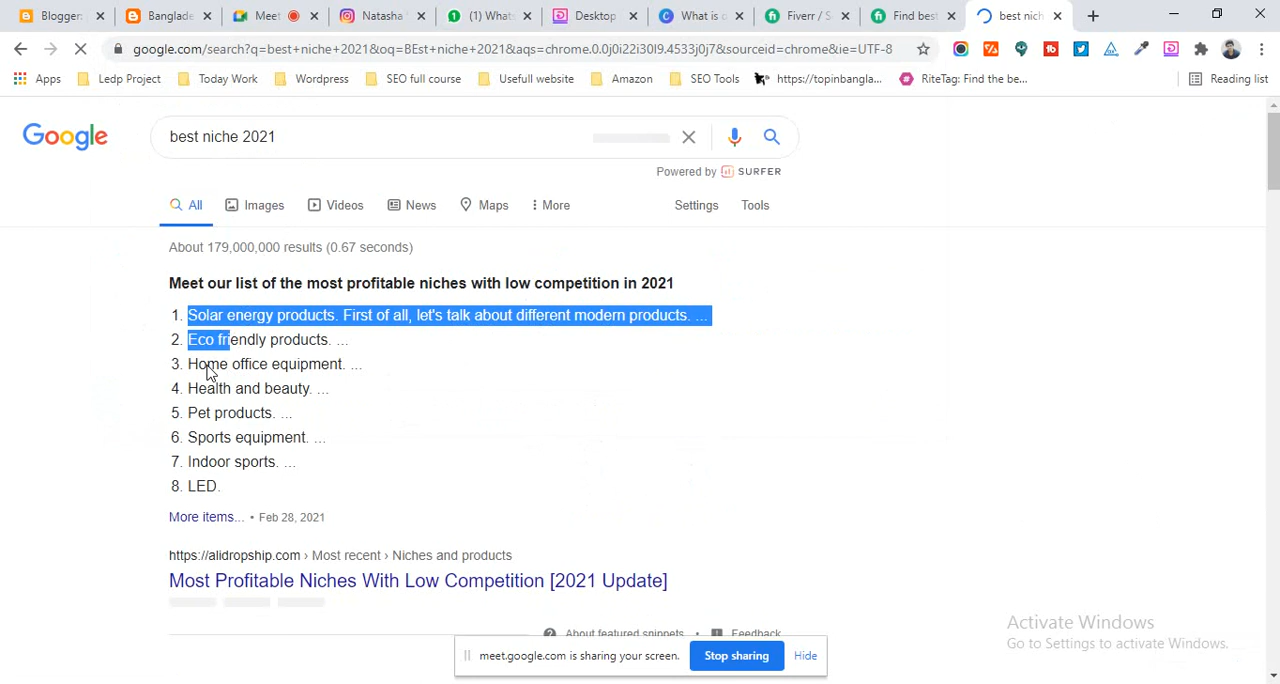 Blogger:
Banglade
Meet
Natasha
(1) Whats
Desktop
What is c
Fiverr / S
Find best
best nich
google.com/search?q=best+niche+2021&oq=BEst+niche+2021&aqs=chrome.0.0j0i22i30l9.4533j0j7&sourceid=chrome&ie=UTF-8
Apps
Ledp Project
Today Work
Wordpress
SEO full course
Usefull website
Amazon
SEO Tools
https://topinbangla...
RiteTag: Find the be...
Reading list
Google
best niche 2021
Powered by SURFER
All Images Videos News Maps More Settings Tools
About 179,000,000 results (0.67 seconds)
Meet our list of the most profitable niches with low competition in 2021
1. Solar energy products. First of all, let's talk about different modern products. ...
2. Eco friendly products. ...
3. Home office equipment. ...
4. Health and beauty. ...
5. Pet products. ...
6. Sports equipment. ...
7. Indoor sports. ...
8. LED.
More items... • Feb 28, 2021
https://alidropship.com › Most recent › Niches and products
Most Profitable Niches With Low Competition [2021 Update]
About featured snippets • Feedback
Activate Windows
Go to Settings to activate Windows.
meet.google.com is sharing your screen. Stop sharing Hide